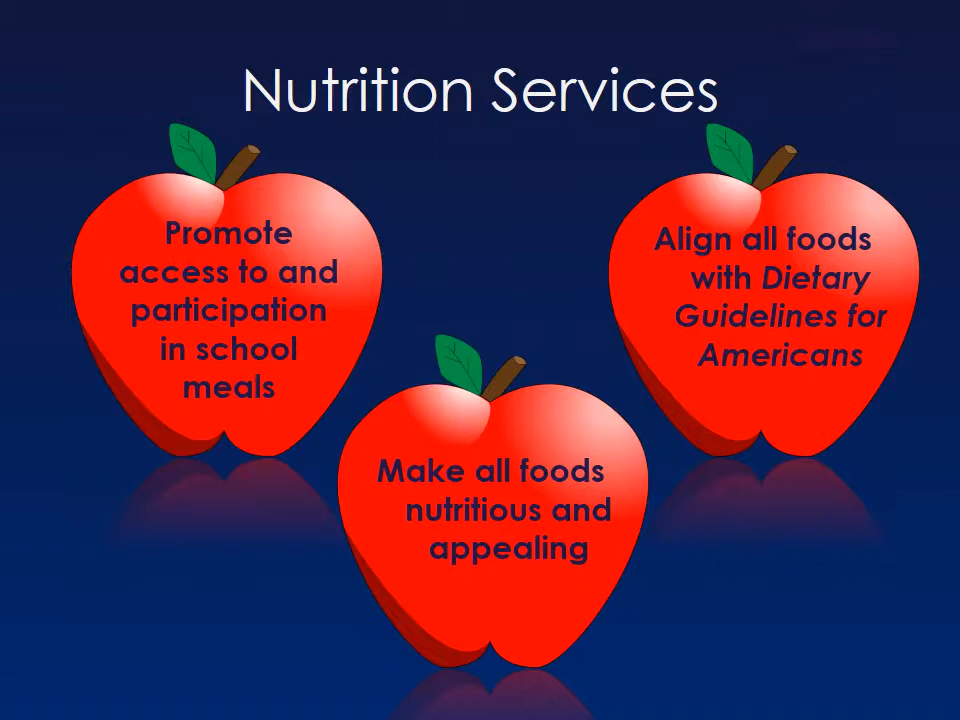 Nutrition Services
Promote
access to and
participation
in school
meals
Align all foods
with Dietary
Guidelines for
Americans
Make all foods
nutritious and
appealing